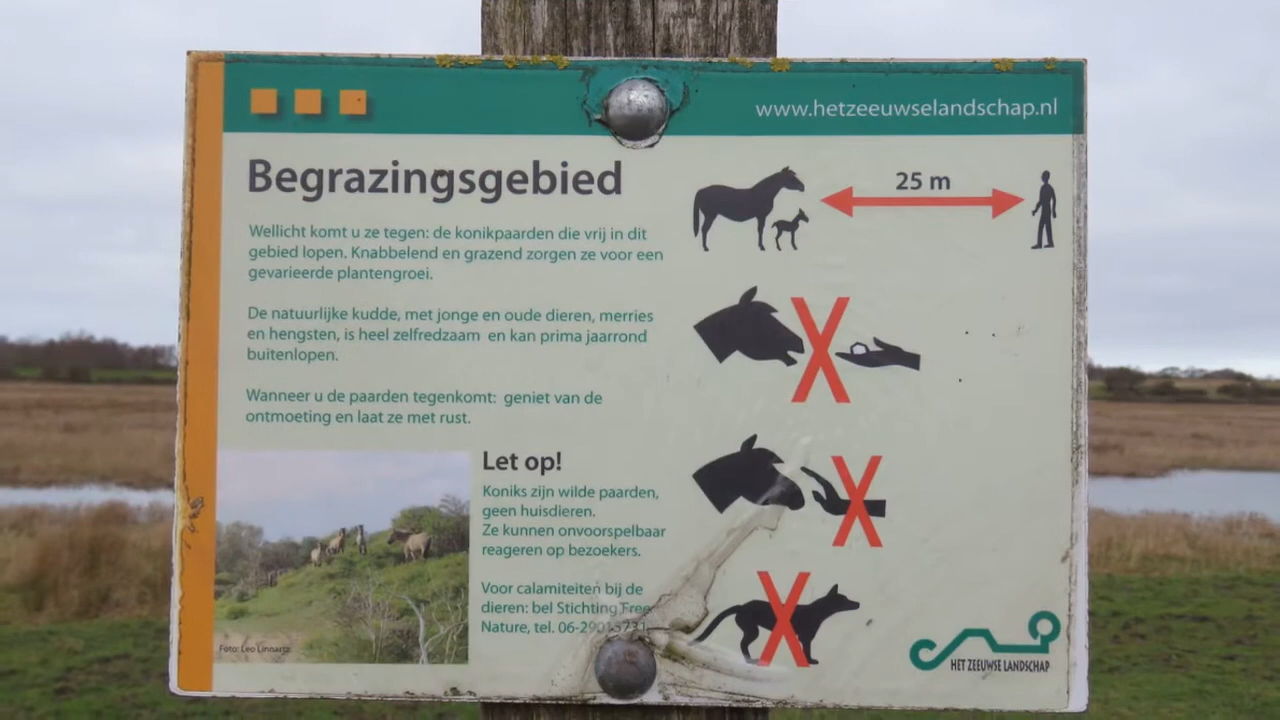 www.hetzeeuwselandschap.nl
Begrazingsgebied
Wellicht komt u ze tegen: de konikpaarden die vrij in dit
gebied lopen. Knabbelend en grazend zorgen ze voor een
gevarieerde plantengroei.
De natuurlijke kudde, met jonge en oude dieren, merries
en hengsten, is heel zelfredzaam en kan prima jaarrond
buitenlopen.
Wanneer u de paarden tegenkomt: geniet van de
ontmoeting en laat ze met rust.
Let op!
Koniks zijn wilde paarden,
geen huisdieren.
Ze kunnen onvoorspelbaar
reageren op bezoekers.
Voor calamiteiten bij de
dieren: bel Stichting Free
Nature, tel.
Foto: Leo Linnartz
25 m
HET ZEEUWSE LANDSCHAP